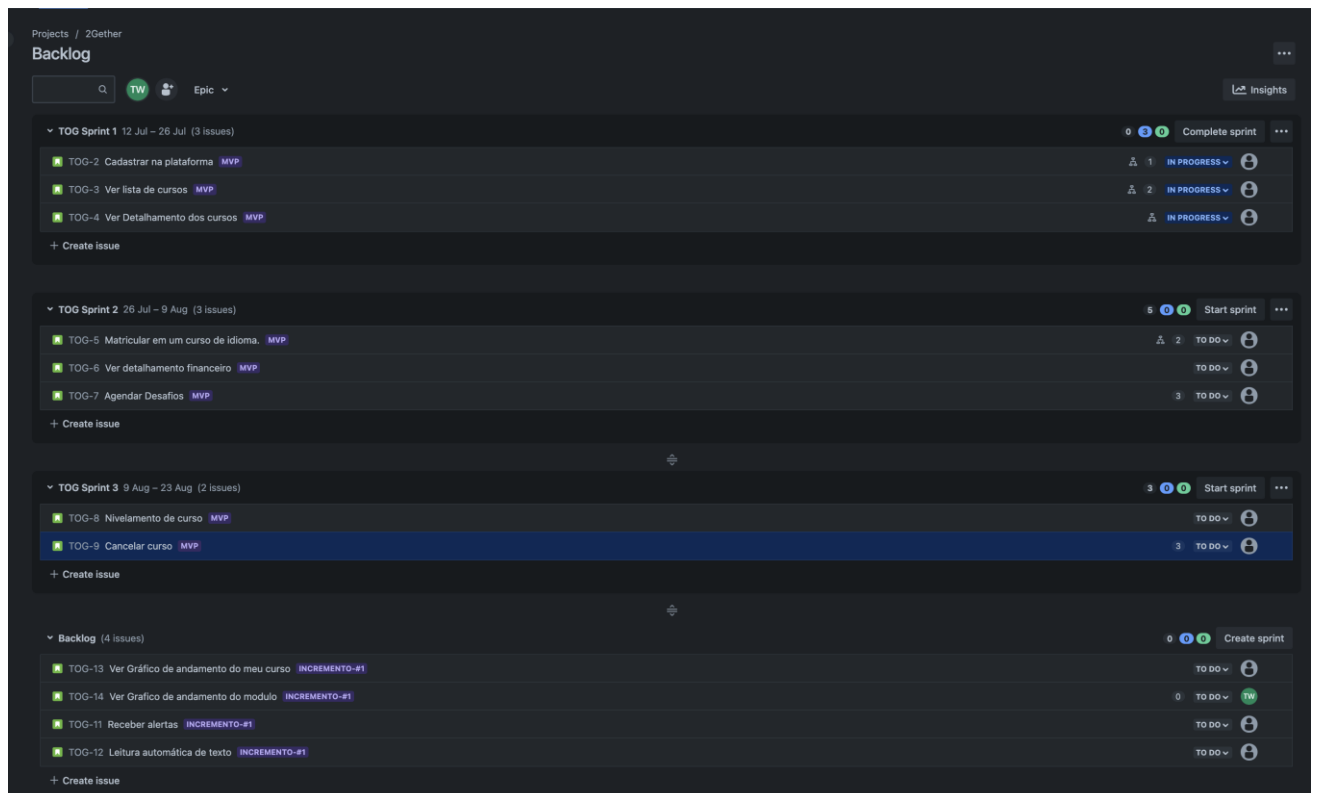 Projects / 2Gether
Backlog
TW Epic Insights
TOG Sprint 1 12 Jul – 26 Jul (3 issues) 0 3 0 Complete sprint
TOG-2 Cadastrar na plataforma MVP 1 IN PROGRESS
TOG-3 Ver lista de cursos MVP 2 IN PROGRESS
TOG-4 Ver Detalhamento dos cursos MVP IN PROGRESS
+ Create issue
TOG Sprint 2 26 Jul – 9 Aug (3 issues) 5 0 0 Start sprint
TOG-5 Matricular em um curso de idioma. MVP 2 TO DO
TOG-6 Ver detalhamento financeiro MVP TO DO
TOG-7 Agendar Desafios MVP 3 TO DO
+ Create issue
TOG Sprint 3 9 Aug – 23 Aug (2 issues) 3 0 0 Start sprint
TOG-8 Nivelamento de curso MVP TO DO
TOG-9 Cancelar curso MVP 3 TO DO
+ Create issue
Backlog (4 issues) 0 0 0 Create sprint
TOG-13 Ver Gráfico de andamento do meu curso INCREMENTO-#1 TO DO
TOG-14 Ver Grafico de andamento do modulo INCREMENTO-#1 0 TO DO TW
TOG-11 Receber alertas INCREMENTO-#1 TO DO
TOG-12 Leitura automática de texto INCREMENTO-#1 TO DO
+ Create issue